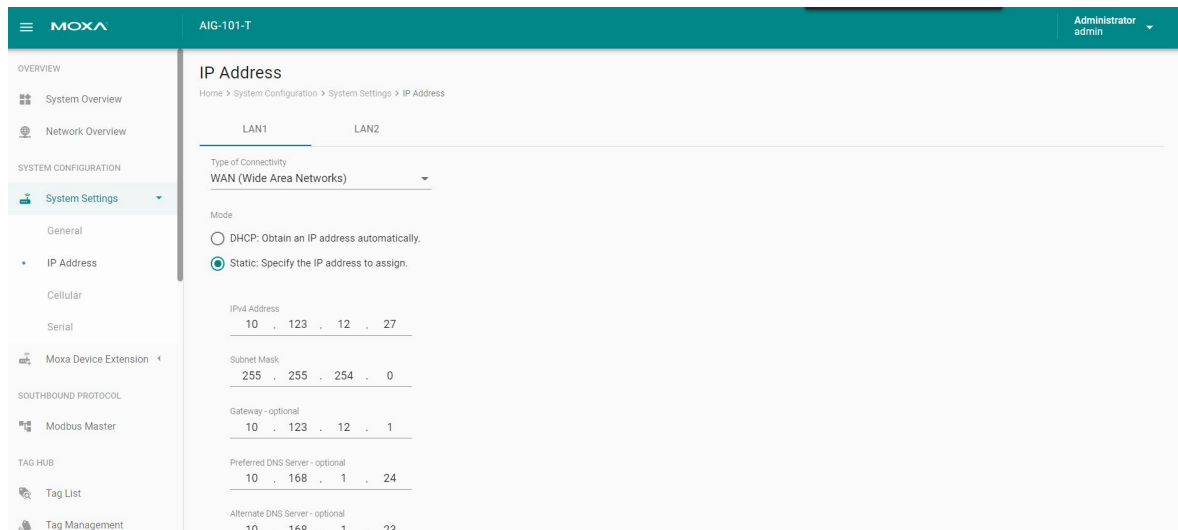 MOXA
AIG-101-T
Administrator
admin
OVERVIEW
System Overview
Network Overview
SYSTEM CONFIGURATION
System Settings
General
IP Address
Cellular
Serial
Moxa Device Extension
SOUTHBOUND PROTOCOL
Modbus Master
TAG HUB
Tag List
Tag Management
IP Address
Home > System Configuration > System Settings > IP Address
LAN1 LAN2
Type of Connectivity
WAN (Wide Area Networks)
Mode
DHCP: Obtain an IP address automatically.
Static: Specify the IP address to assign.
IPv4 Address
10 . 123 . 12 . 27
Subnet Mask
255 . 255 . 254 . 0
Gateway - optional
10 . 123 . 12 . 1
Preferred DNS Server - optional
10 . 168 . 1 . 24
Alternate DNS Server - optional
10 . 168 . 1 . 23